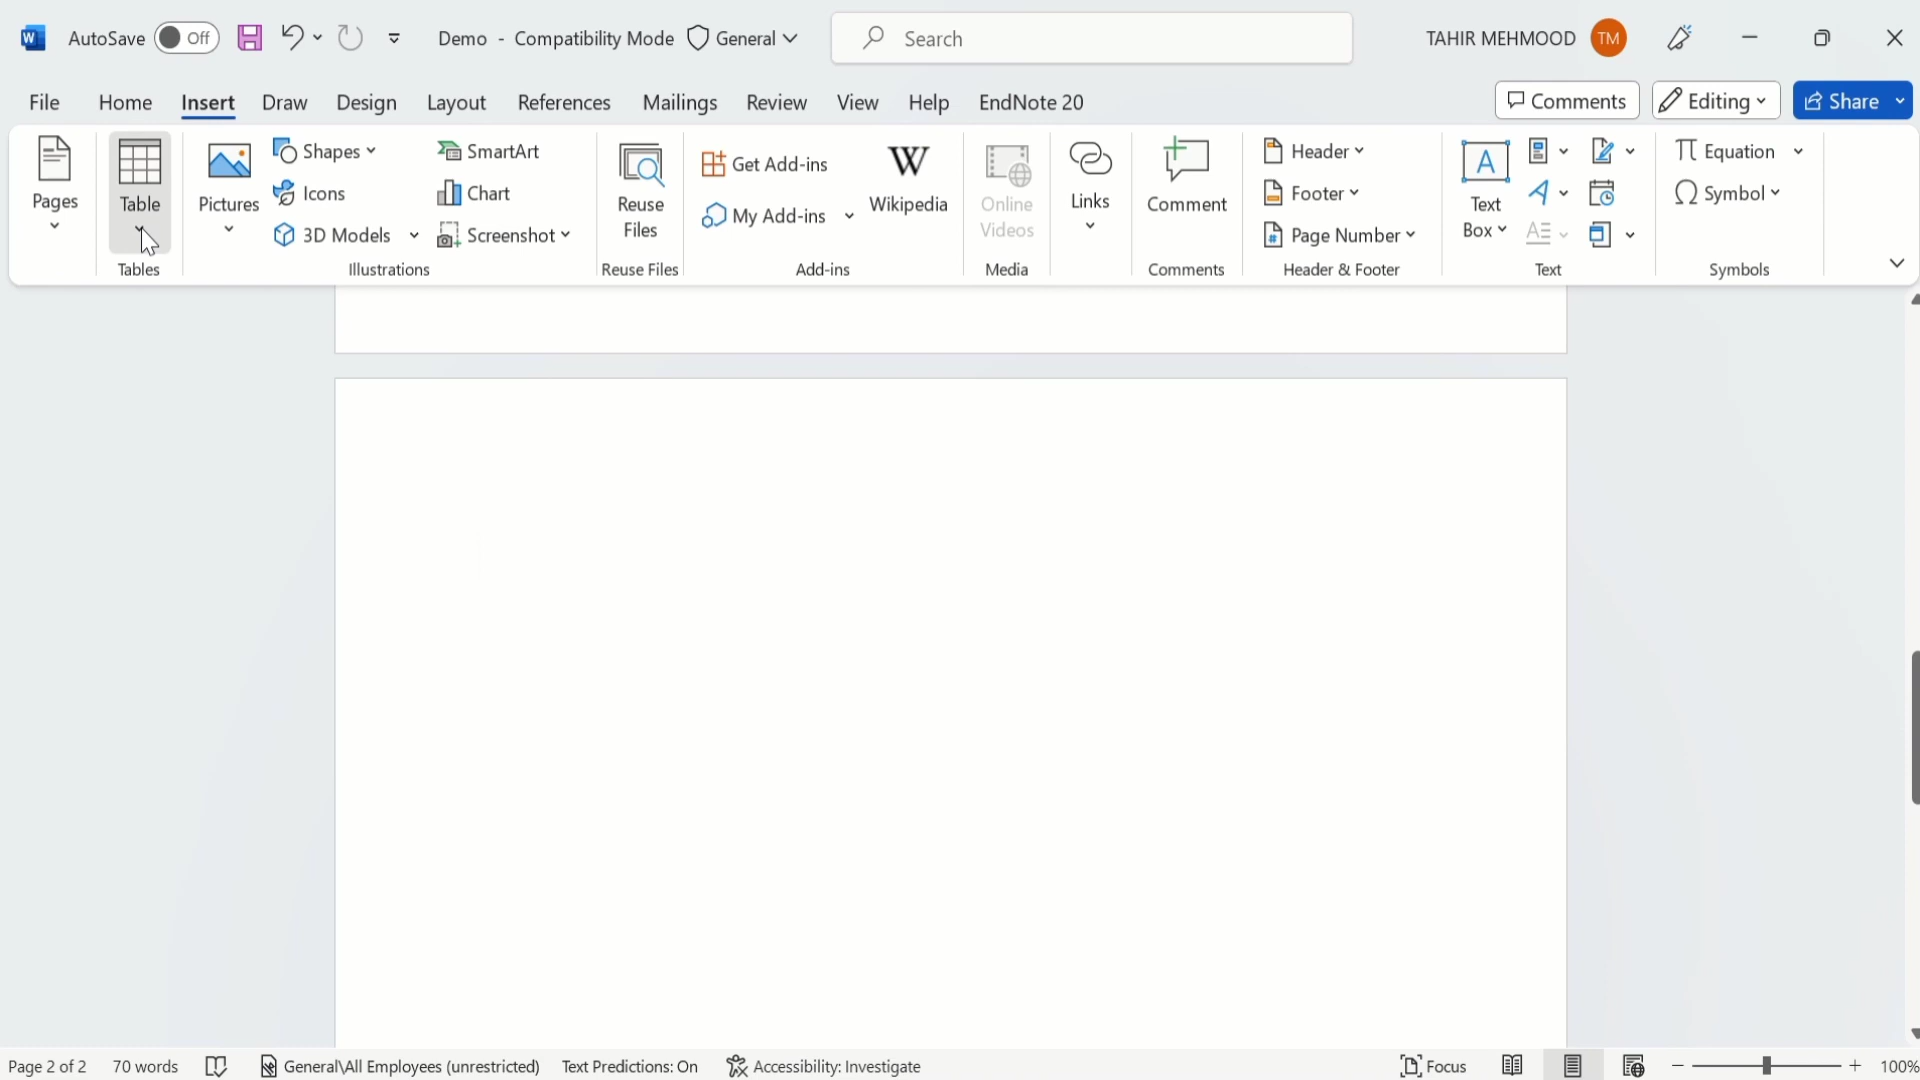 W AutoSave Off Demo - Compatibility Mode General Search TAHIR MEHMOOD TM
File Home Insert Draw Design Layout References Mailings Review View Help EndNote 20 Comments Editing Share
Pages
Table
Pictures
Shapes
Icons
3D Models
SmartArt
Chart
Screenshot
Reuse
Files
Get Add-ins
My Add-ins
W
Wikipedia
Online
Videos
Links
Comment
Header
Footer
Page Number
A
Text
Box
Equation
Symbol
Tables Illustrations Reuse Files Add-ins Media Comments Header & Footer Text Symbols
Page 2 of 2 70 words General\All Employees (unrestricted) Text Predictions: On Accessibility: Investigate Focus 100%